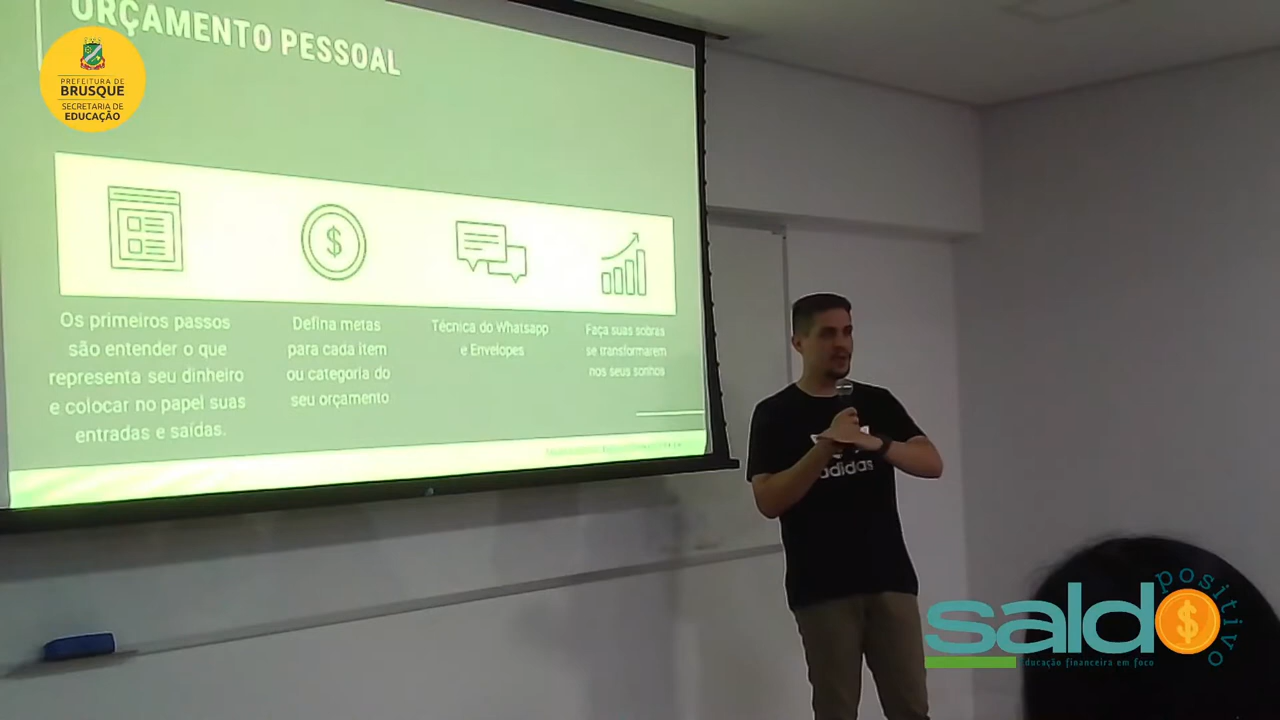 ORÇAMENTO PESSOAL
PREFEITURA DE
BRUSQUE
SECRETARIA DE
EDUCAÇÃO
$
Os primeiros passos
são entender o que
representa seu dinheiro
e colocar no papel suas
entradas e saídas.
Defina metas
para cada item
ou categoria do
seu orçamento
Técnica do Whatsapp
e Envelopes
Faça suas sobras
se transformarem
nos seus sonhos
adidas
saldo
positivo
$
Educação financeira em foco